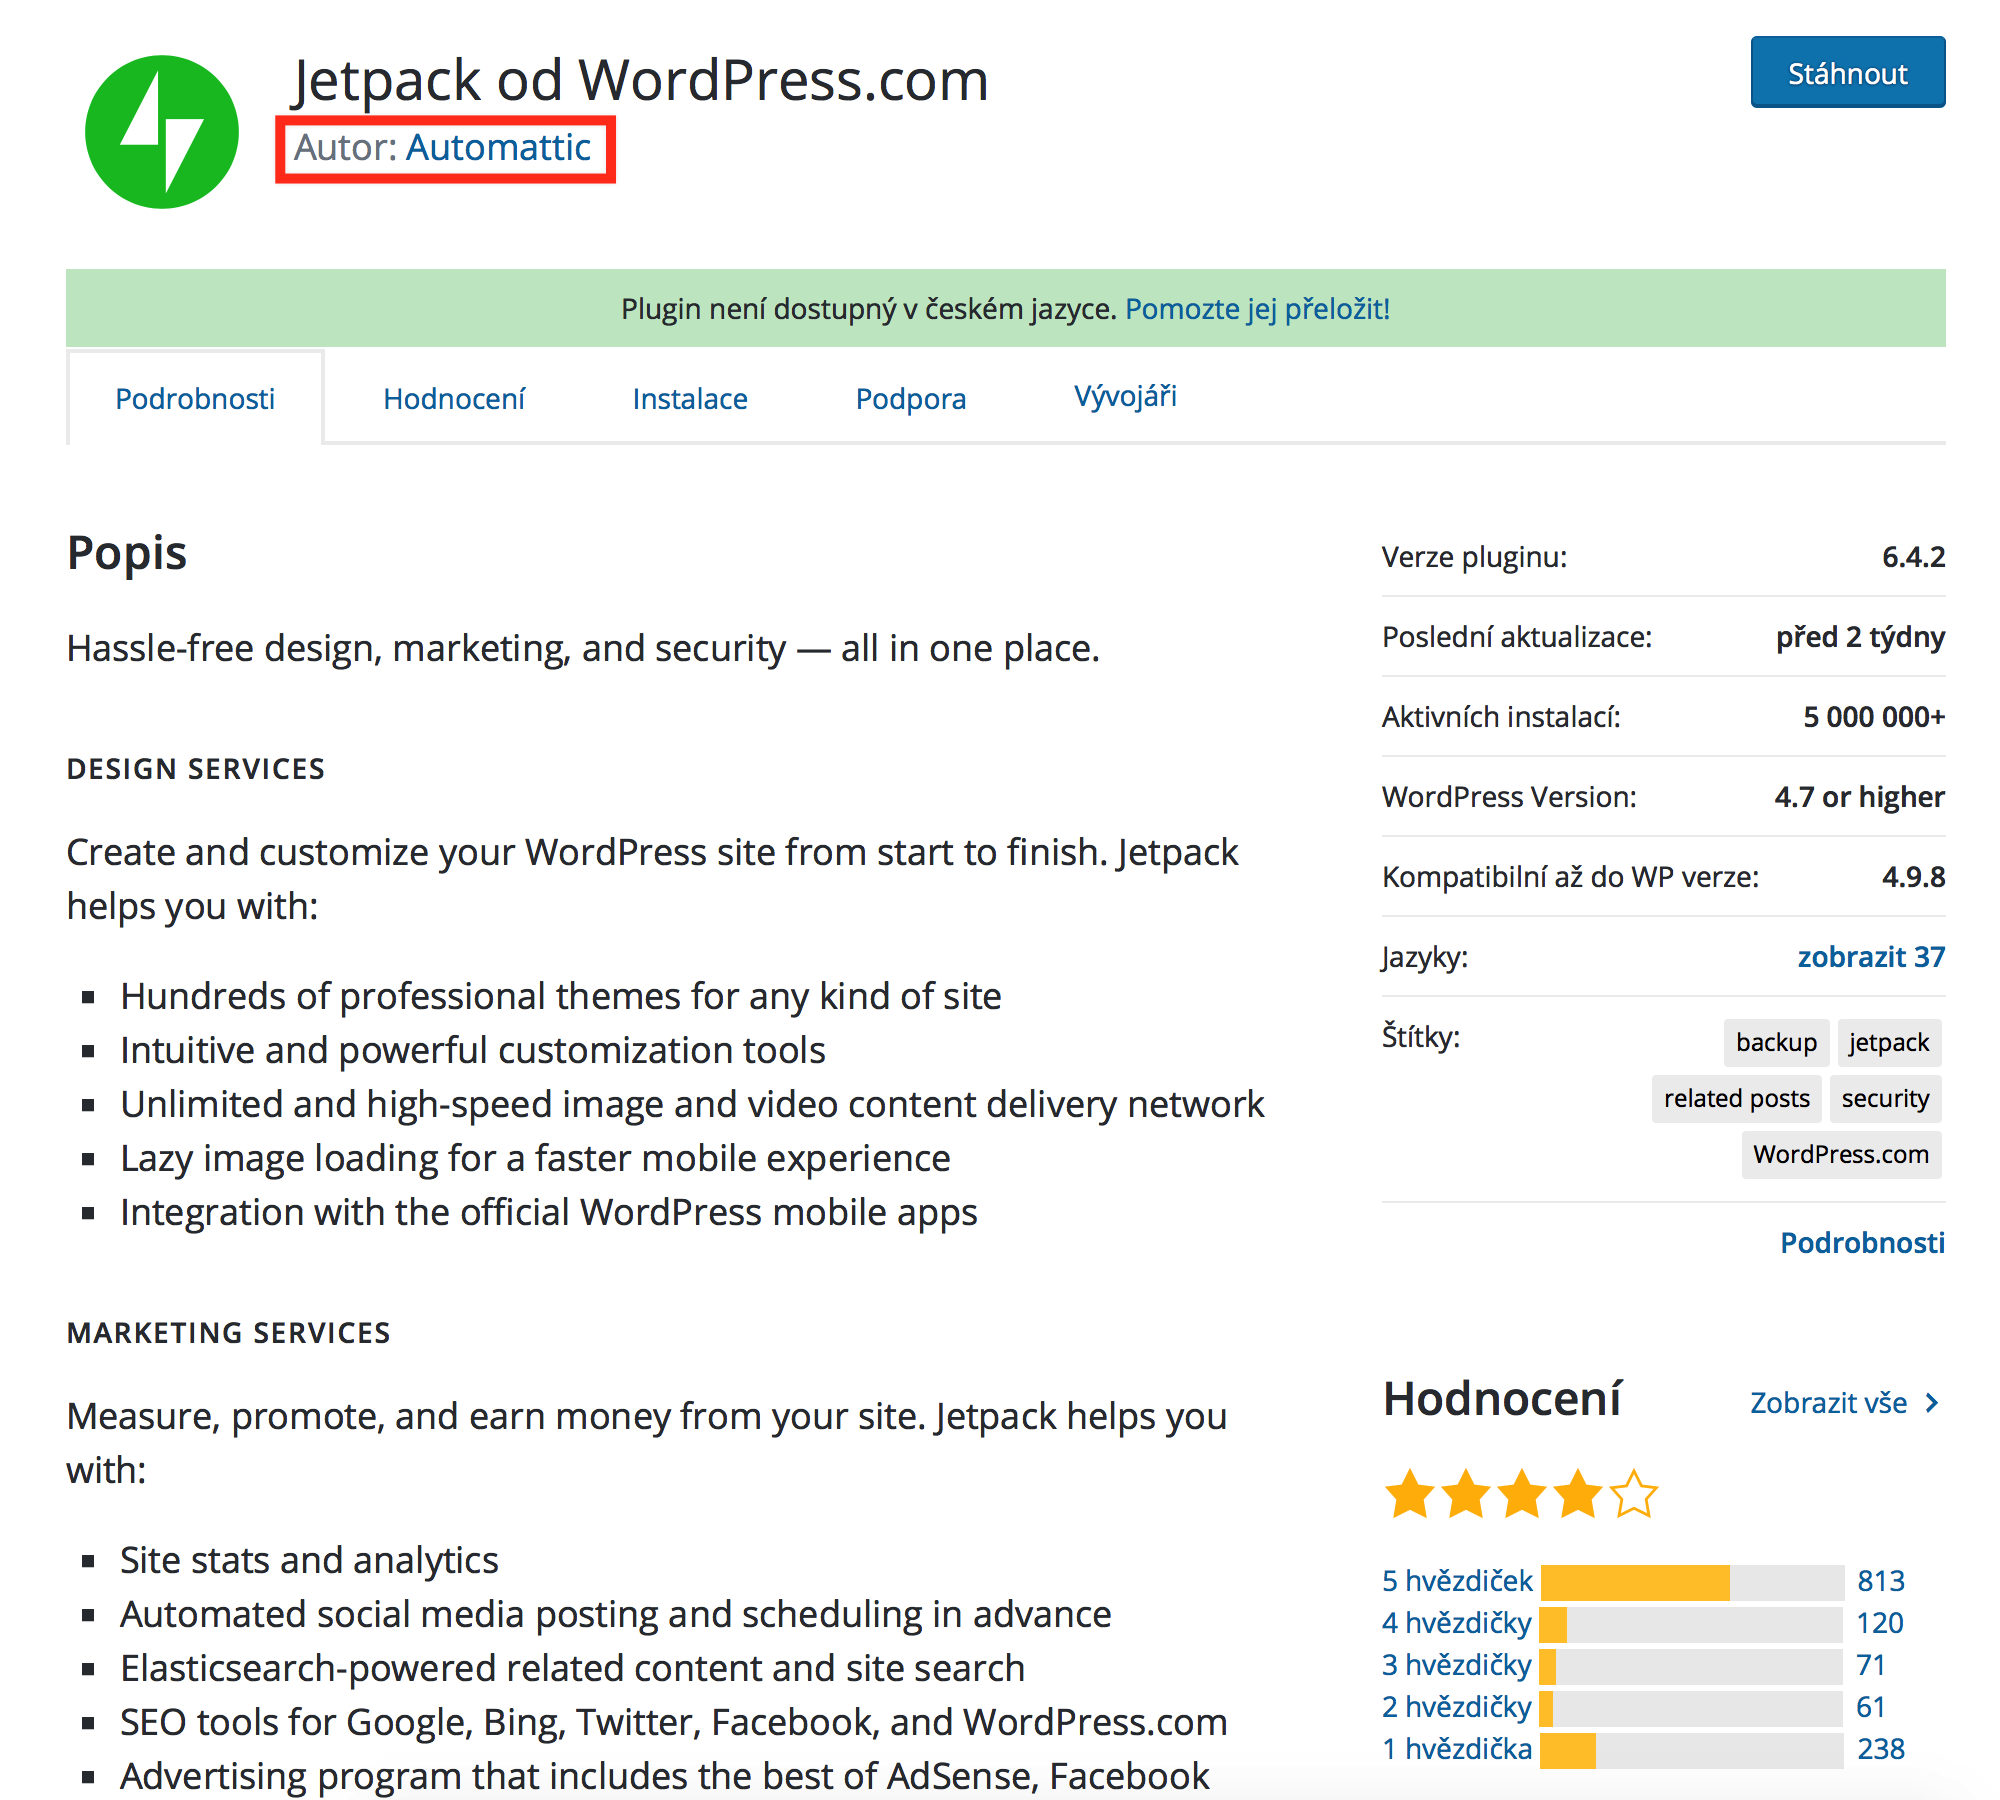 Jetpack od WordPress.com
Autor: Automattic
Stáhnout
Plugin není dostupný v českém jazyce. Pomozte jej přeložit!
Podrobnosti
Hodnocení
Instalace
Podpora
Vývojáři
Popis
Hassle-free design, marketing, and security — all in one place.
DESIGN SERVICES
Create and customize your WordPress site from start to finish. Jetpack
helps you with:
Hundreds of professional themes for any kind of site
Intuitive and powerful customization tools
Unlimited and high-speed image and video content delivery network
Lazy image loading for a faster mobile experience
Integration with the official WordPress mobile apps
MARKETING SERVICES
Measure, promote, and earn money from your site. Jetpack helps you
with:
Site stats and analytics
Automated social media posting and scheduling in advance
Elasticsearch-powered related content and site search
SEO tools for Google, Bing, Twitter, Facebook, and WordPress.com
Advertising program that includes the best of AdSense, Facebook
Verze pluginu: 6.4.2
Poslední aktualizace: před 2 týdny
Aktivních instalací: 5 000 000+
WordPress Version: 4.7 or higher
Kompatibilní až do WP verze: 4.9.8
Jazyky: zobrazit 37
Štítky: backup jetpack
related posts security
WordPress.com
Podrobnosti
Hodnocení Zobrazit vše
5 hvězdiček 813
4 hvězdičky 120
3 hvězdičky 71
2 hvězdičky 61
1 hvězdička 238